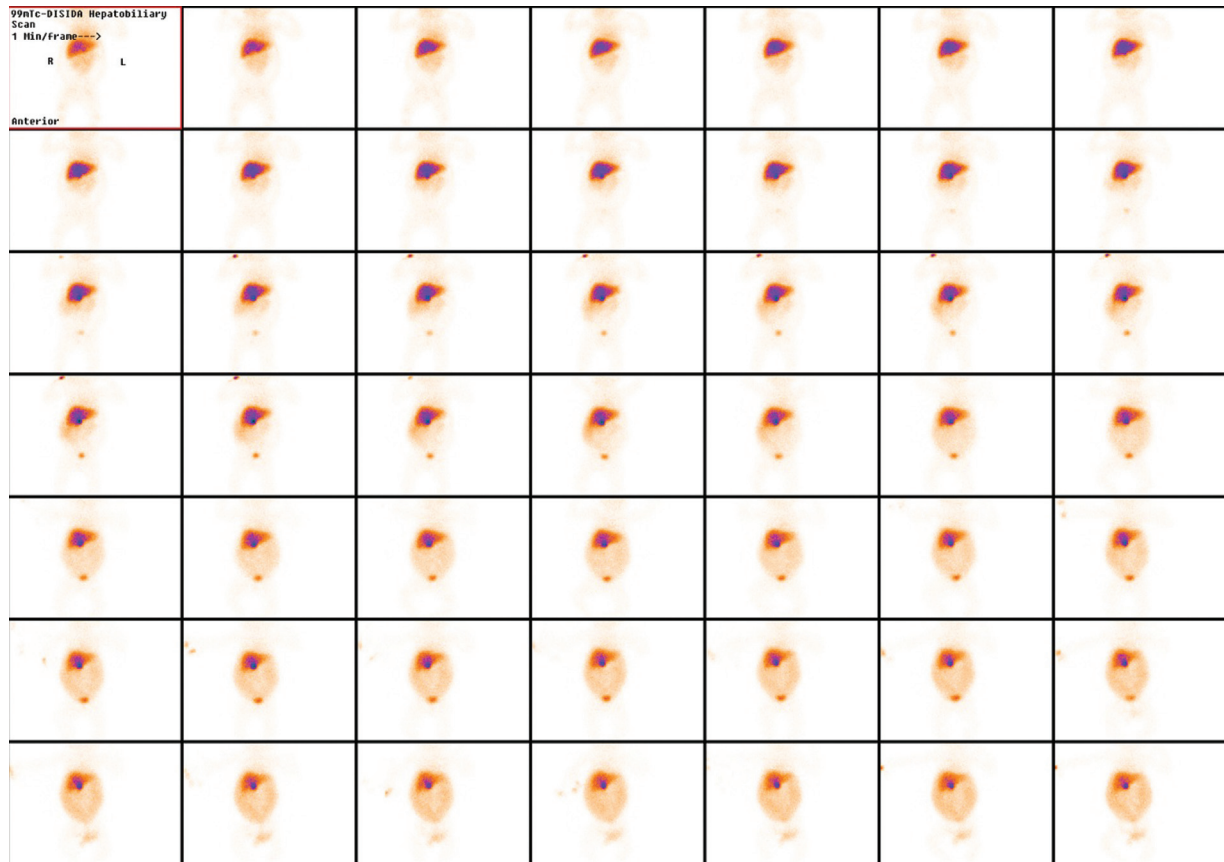 99mTc-DISIDA Hepatobiliary
Scan
1 Min/frame--->
R L
Anterior